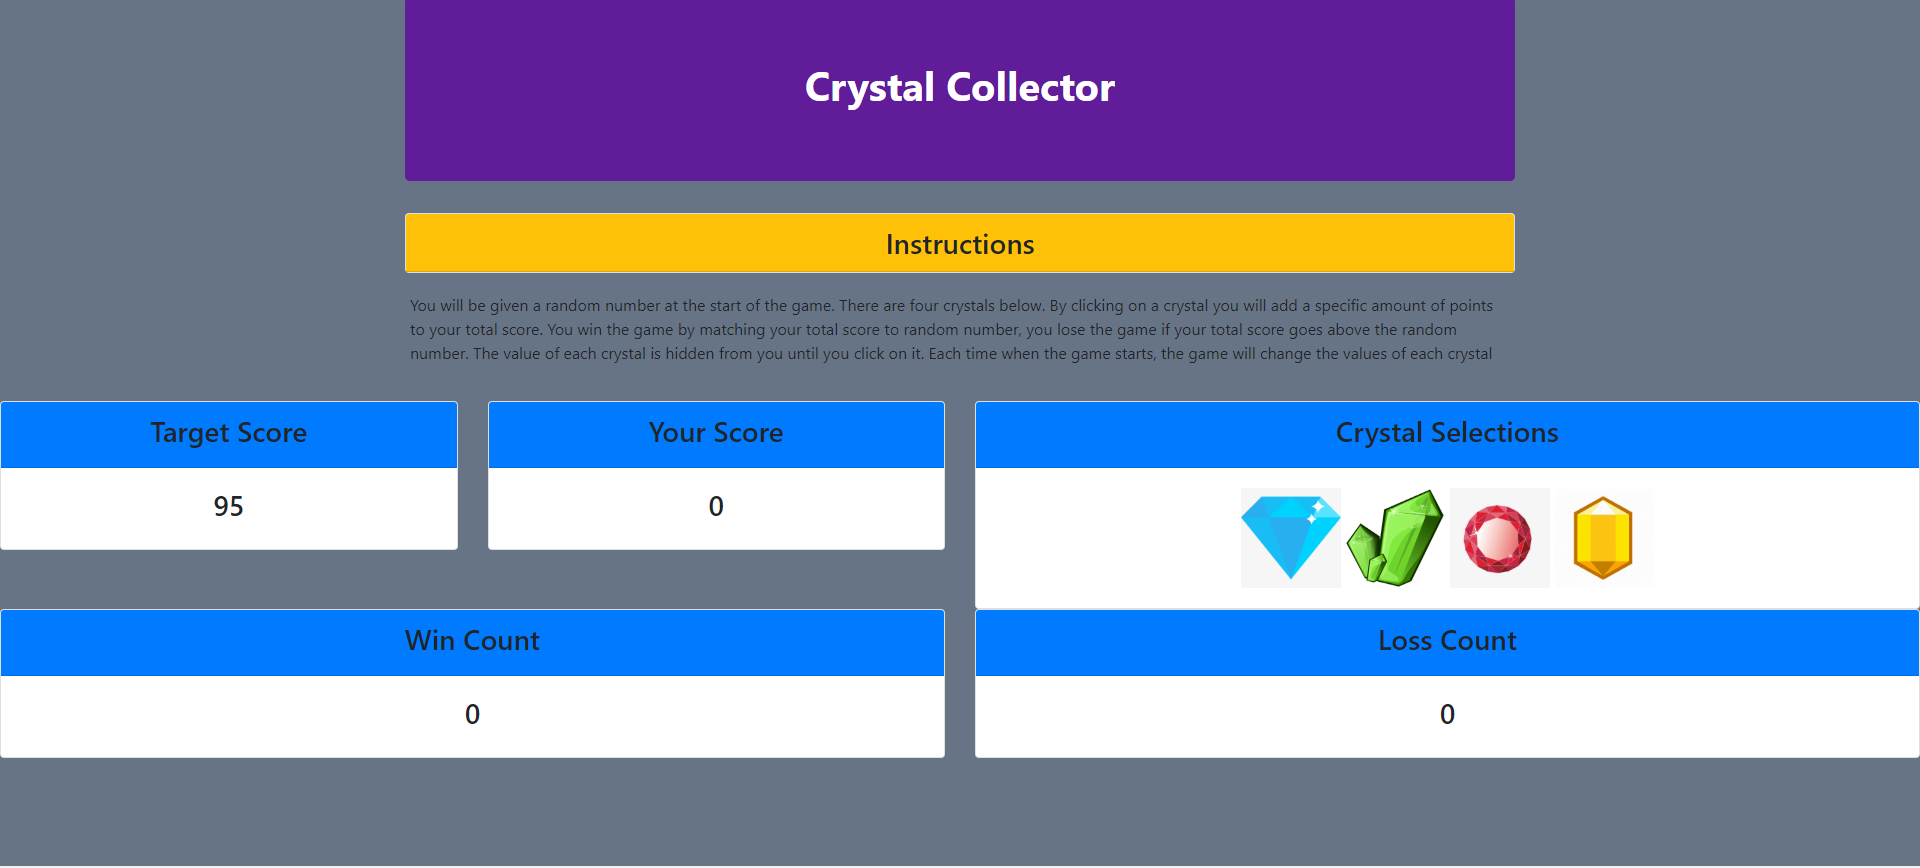 Crystal Collector
Instructions
You will be given a random number at the start of the game. There are four crystals below. By clicking on a crystal you will add a specific amount of points
to your total score. You win the game by matching your total score to random number, you lose the game if your total score goes above the random
number. The value of each crystal is hidden from you until you click on it. Each time when the game starts, the game will change the values of each crystal
Target Score
95
Your Score
0
Crystal Selections
Win Count
0
Loss Count
0